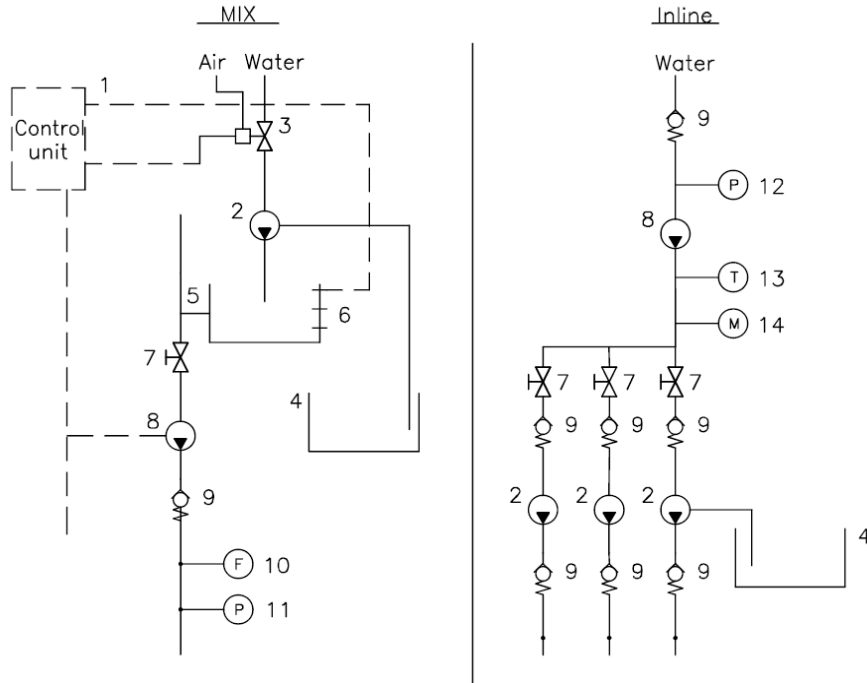 MIX
Inline
Air Water
Water
1
Control
unit
3
9
P 12
2
8
T 13
5
6
M 14
7
7 7 7
4
8
9 9 9
9
2 2 2
4
F 10
9 9 9
P 11